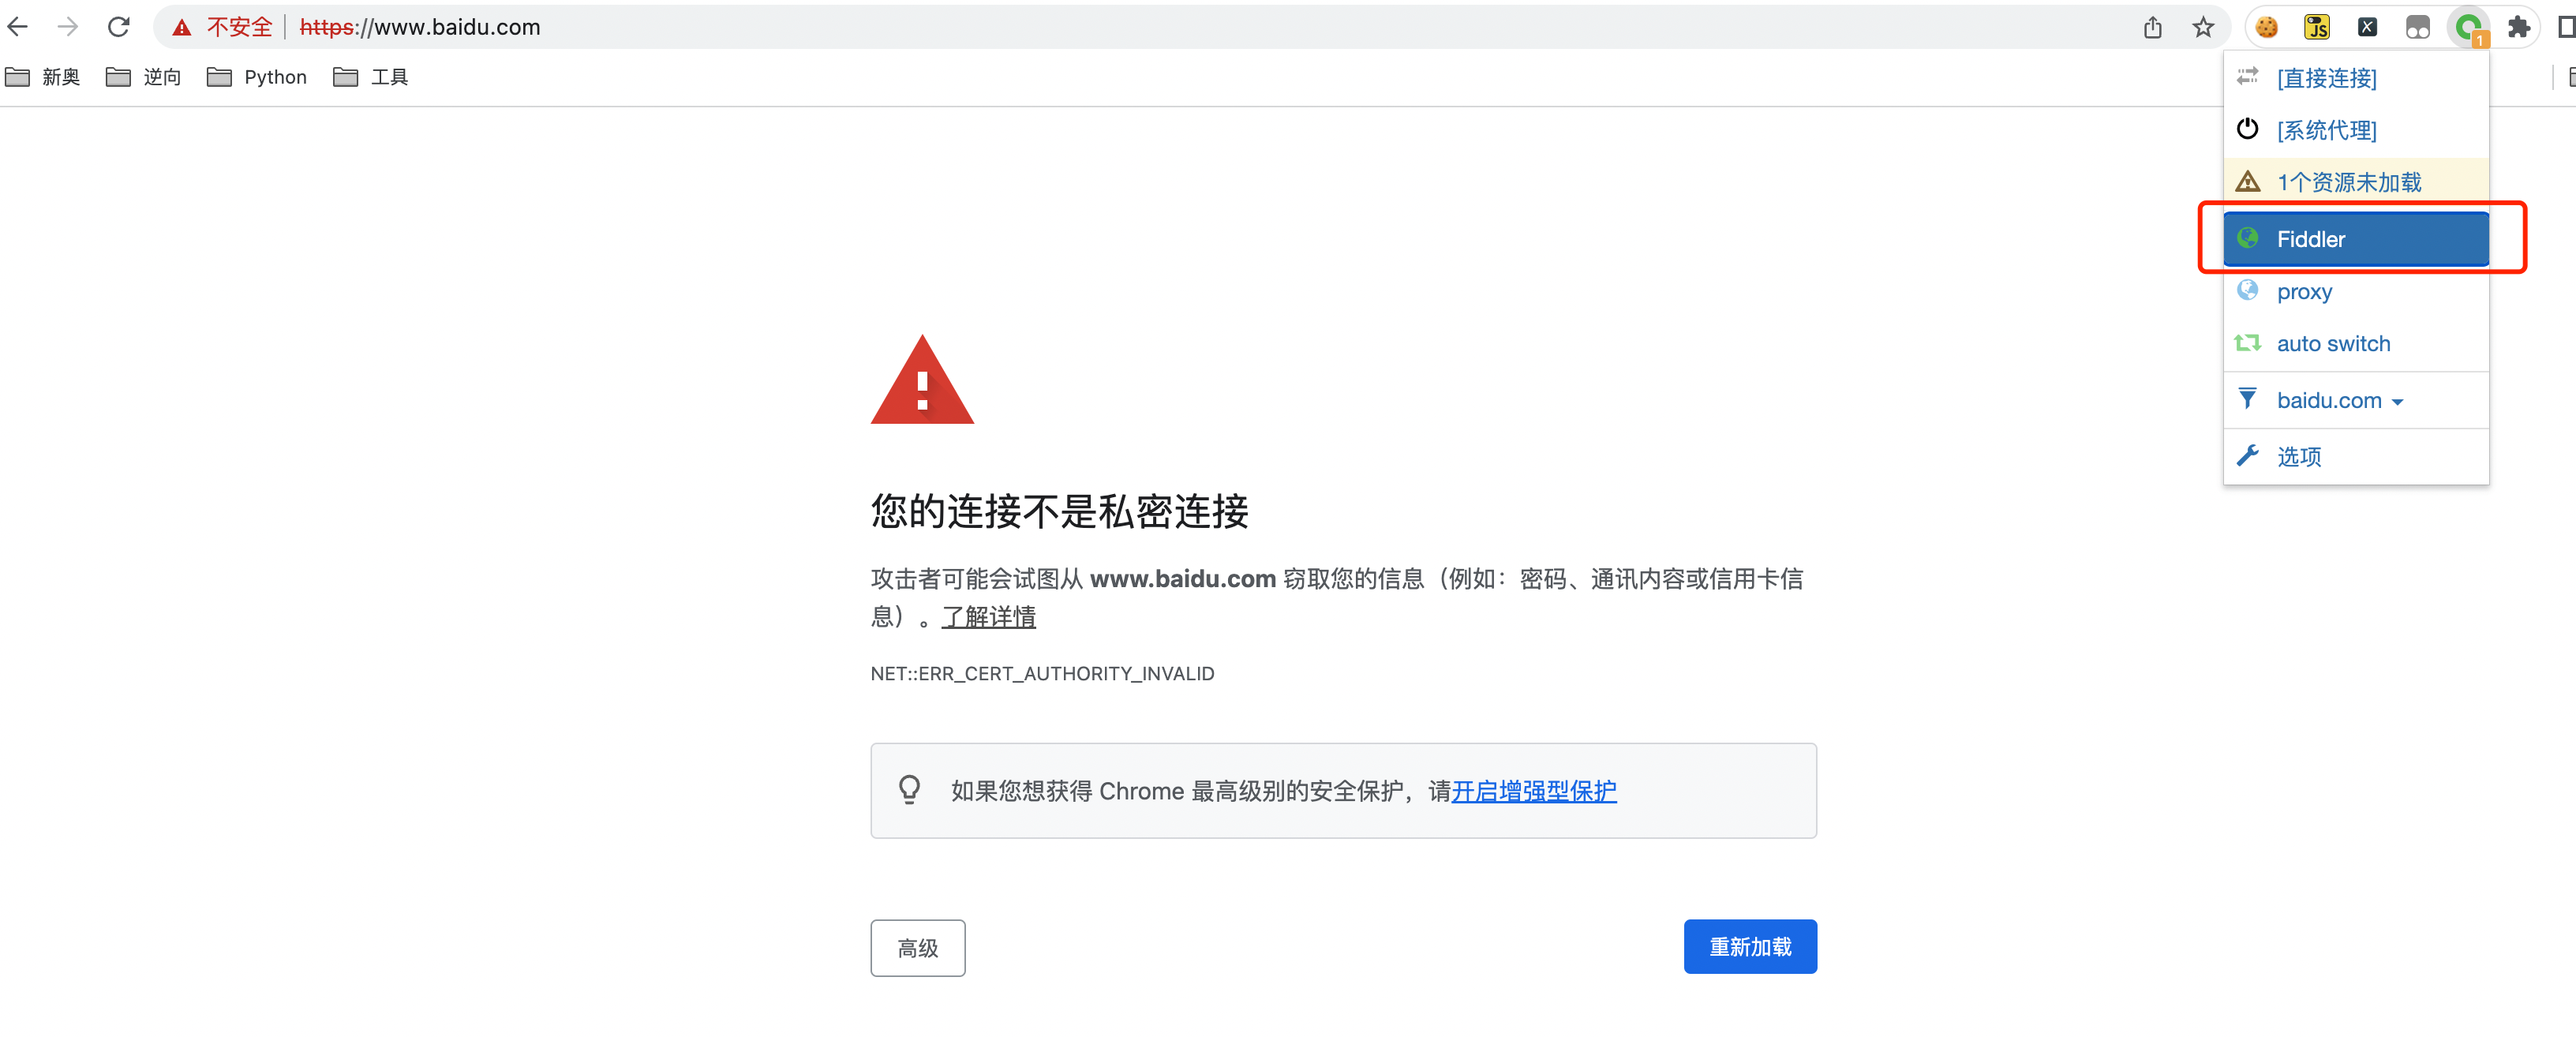 不安全 https://www.baidu.com
JS
X
1
新奥 逆向 Python 工具
[直接连接]
[系统代理]
1个资源未加载
Fiddler
proxy
auto switch
baidu.com
选项
您的连接不是私密连接
攻击者可能会试图从 www.baidu.com 窃取您的信息（例如：密码、通讯内容或信用卡信
息）。了解详情
NET::ERR_CERT_AUTHORITY_INVALID
如果您想获得 Chrome 最高级别的安全保护，请开启增强型保护
高级 重新加载